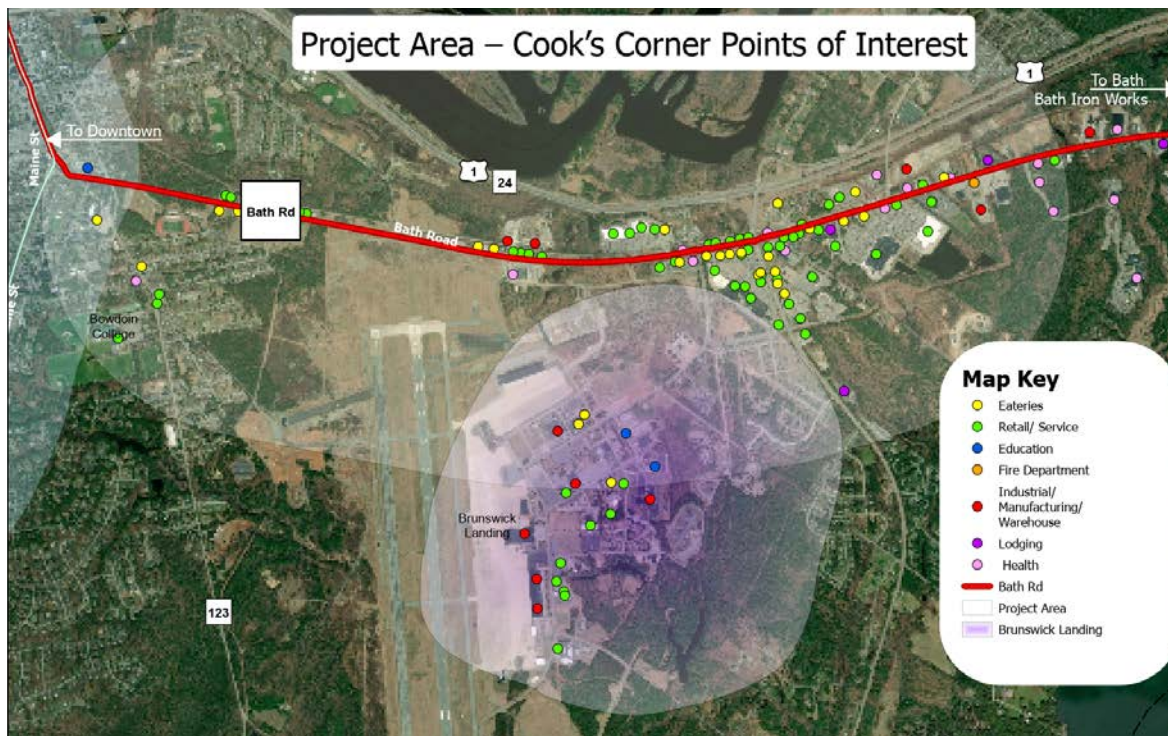 Project Area – Cook's Corner Points of Interest
1
To Bath
Bath Iron Works
To Downtown
Maine St
1
24
Bath Rd
Bath Road
Bowdoin
College
Brunswick
Landing
123
Map Key
Eateries
Retail/ Service
Education
Fire Department
Industrial/
Manufacturing/
Warehouse
Lodging
Health
Bath Rd
Project Area
Brunswick Landing